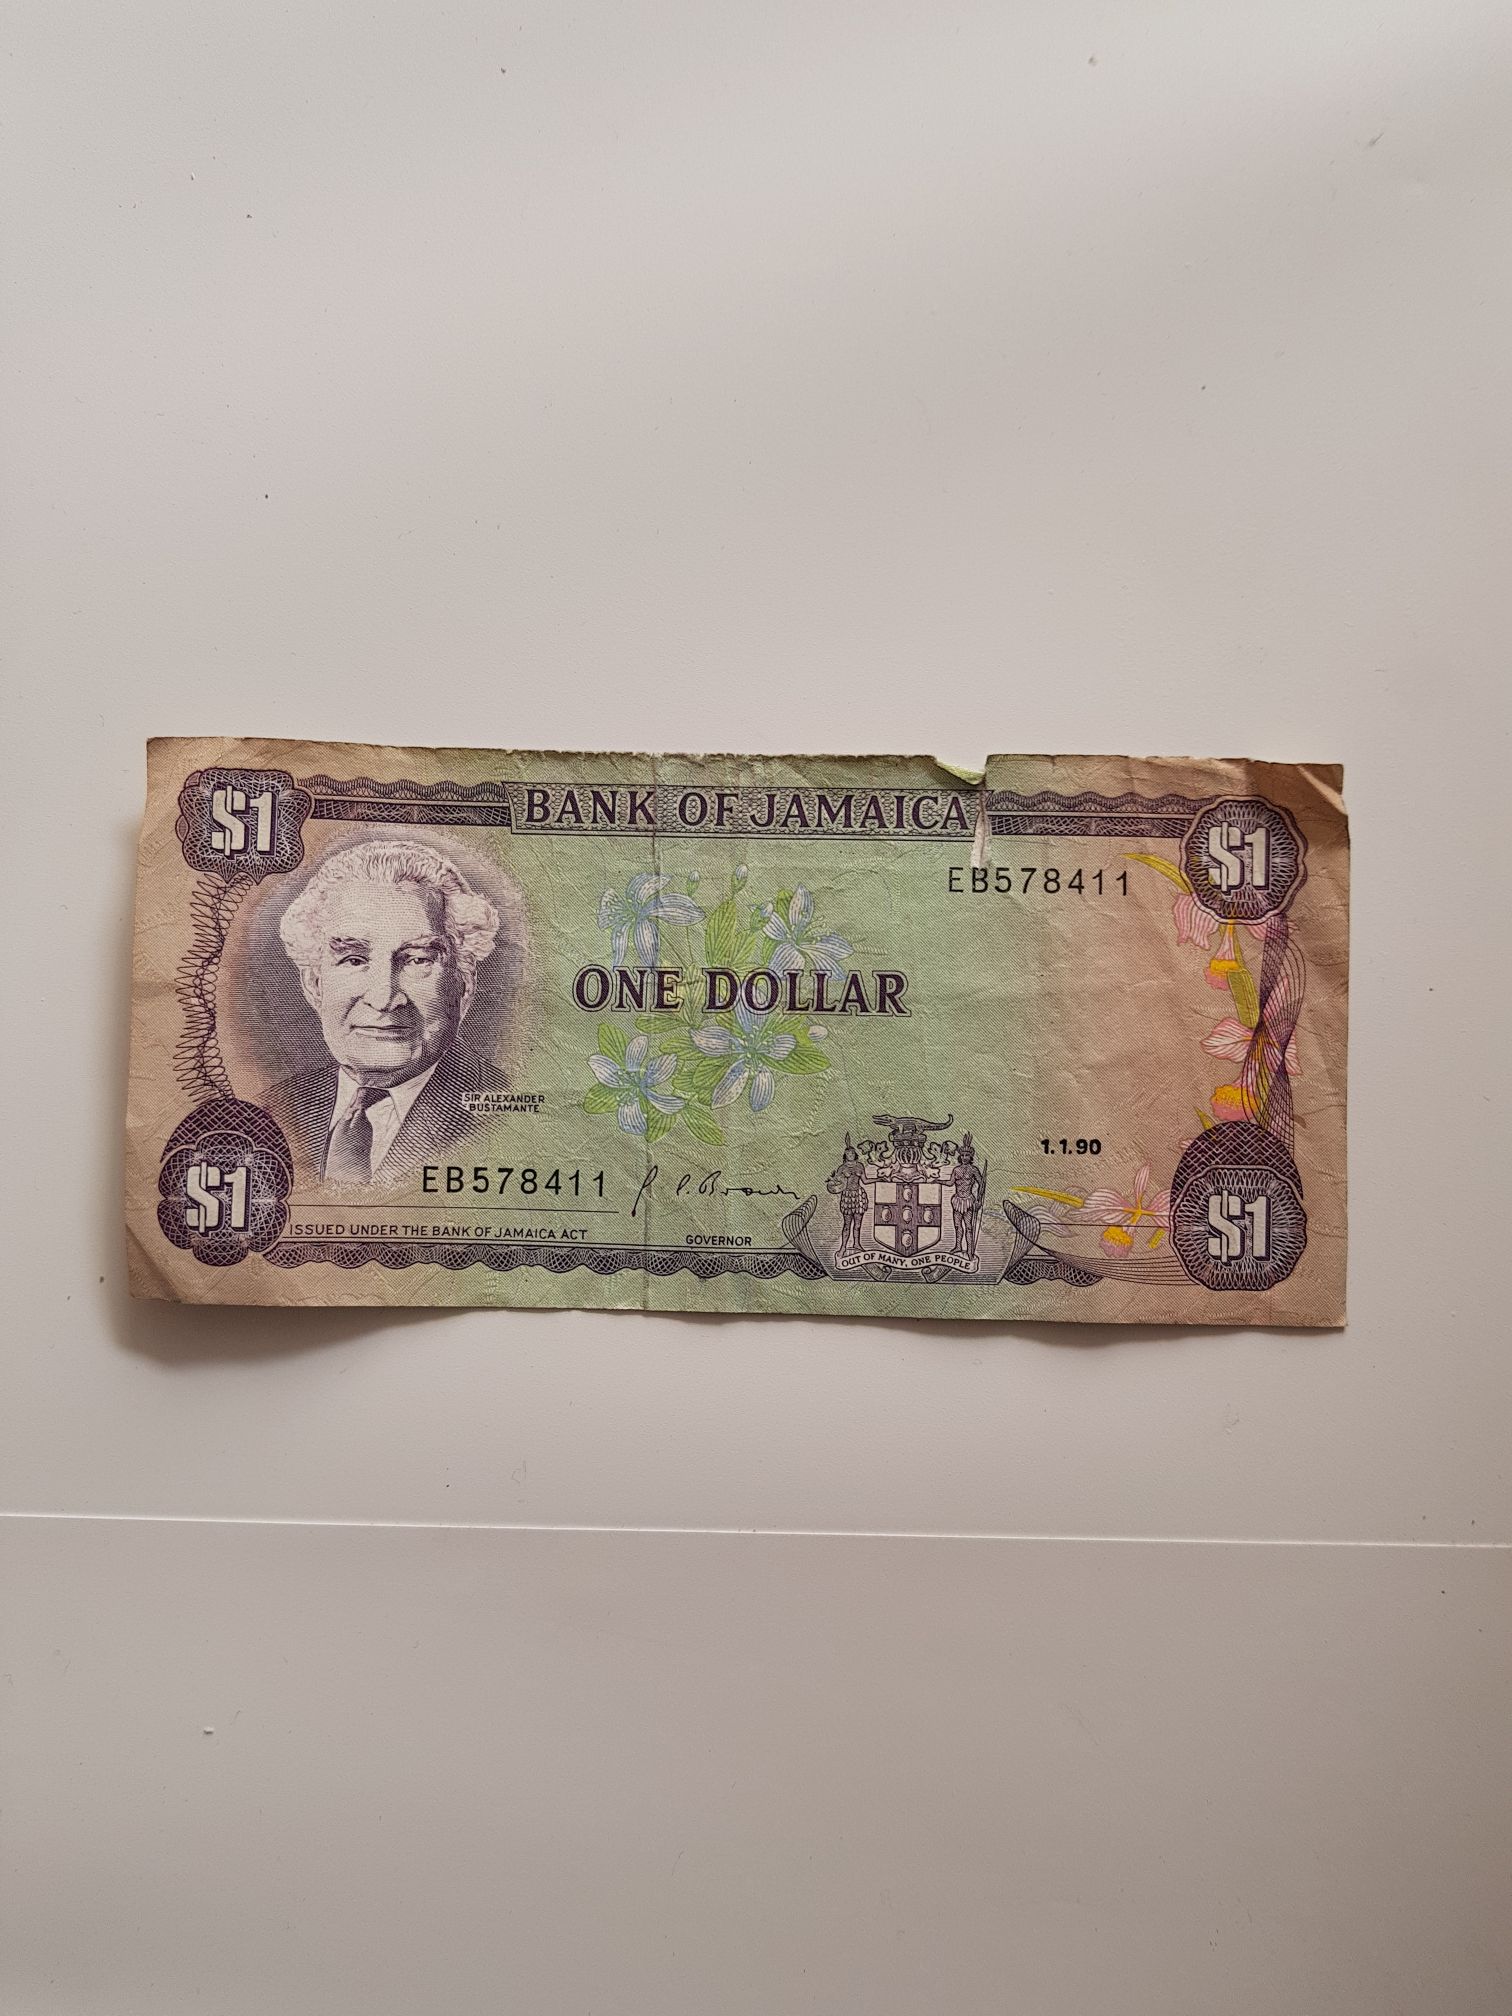 $1
BANK OF JAMAICA
$1
EB578411
ONE DOLLAR
SIR ALEXANDER
BUSTAMANTE
1.1.90
EB578411
$1
ISSUED UNDER THE BANK OF JAMAICA ACT
GOVERNOR
OUT OF MANY, ONE PEOPLE
$1